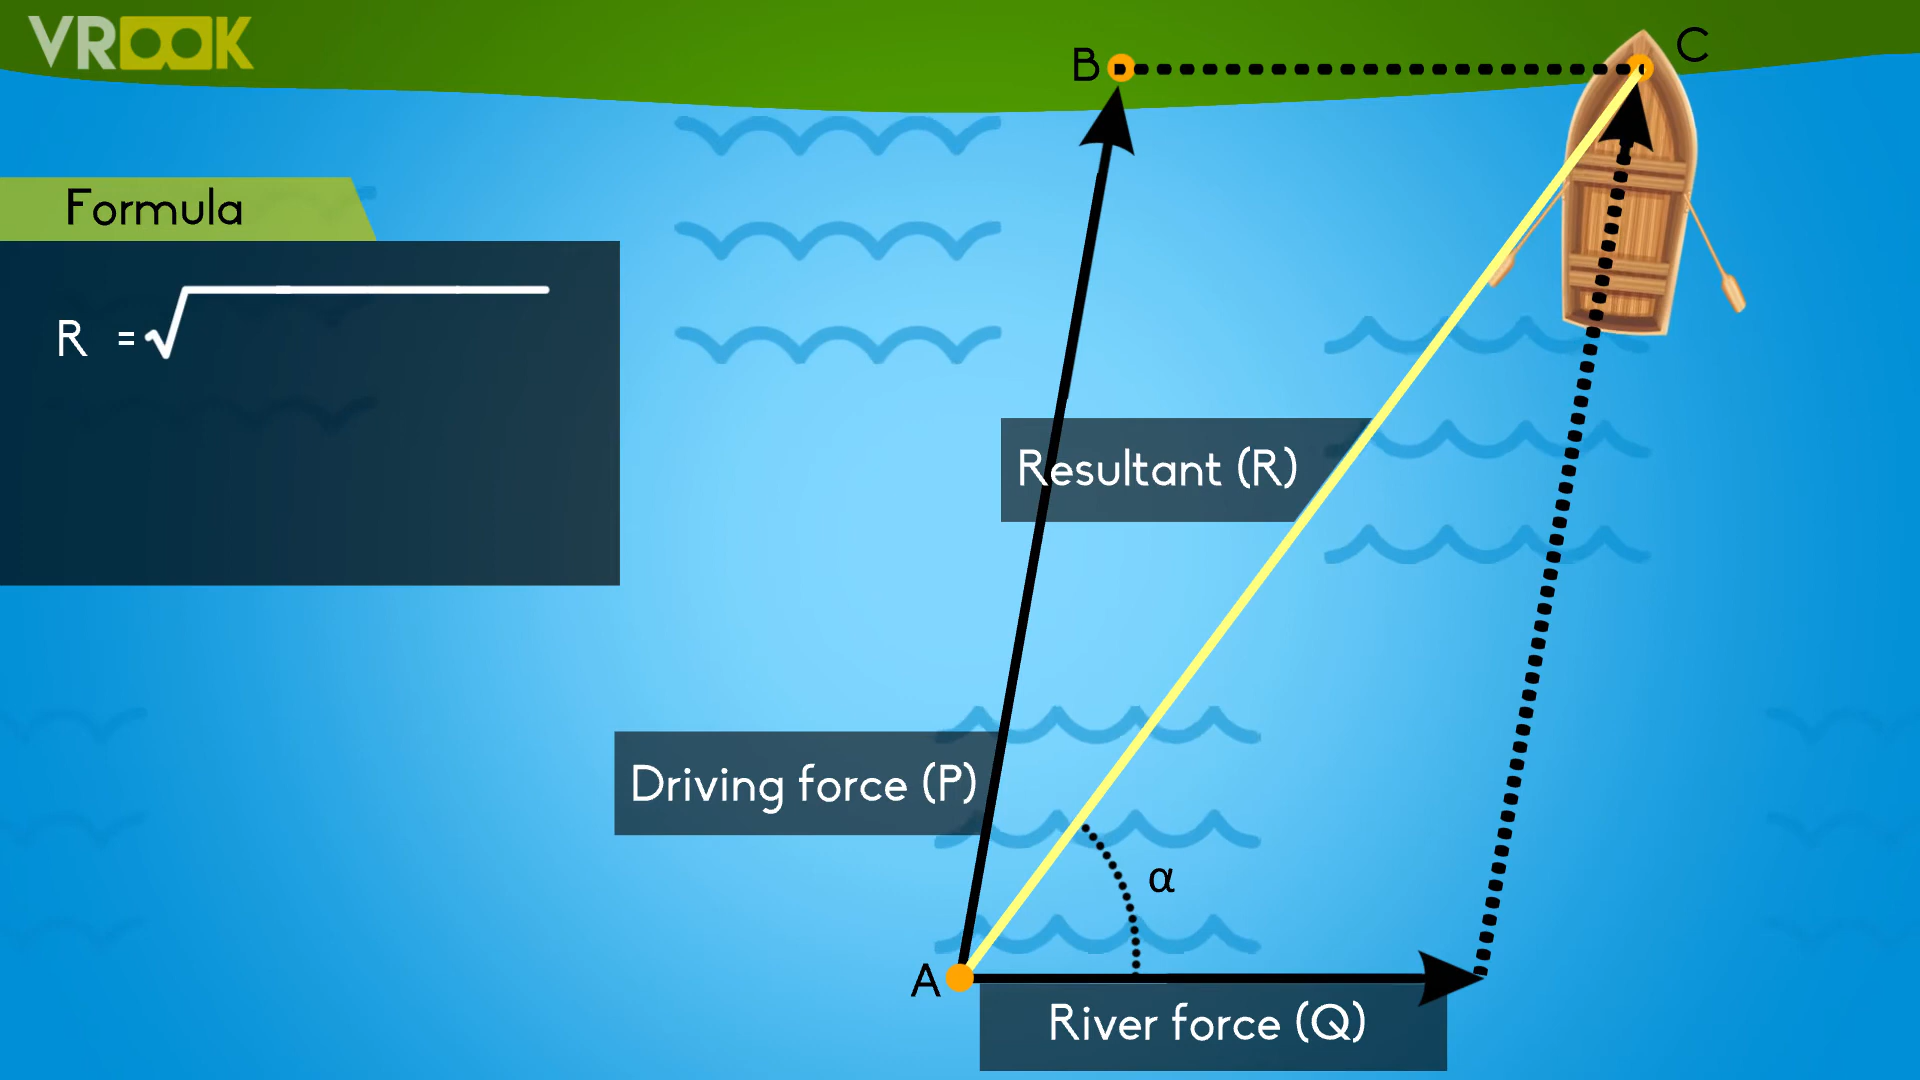 VROOK
B
C
Formula
R = √
Resultant (R)
Driving force (P)
α
A
River force (Q)